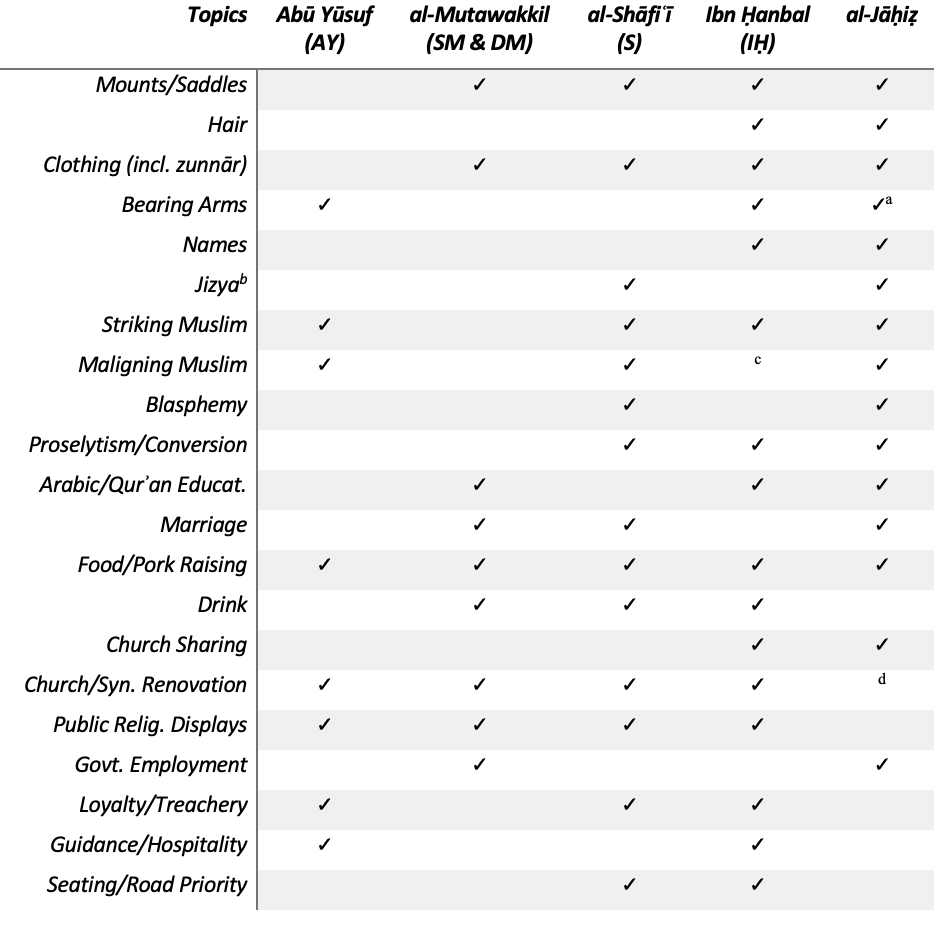 Topics Abū Yūsuf al-Mutawakkil al-Shāfiʿī Ibn Ḥanbal al-Jāḥiẓ
(AY) (SM & DM) (S) (IḤ)
Mounts/Saddles ✓ ✓ ✓ ✓
Hair ✓ ✓
Clothing (incl. zunnār) ✓ ✓ ✓ ✓
Bearing Arms ✓ ✓ ✓a
Names ✓ ✓
Jizyab ✓ ✓
Striking Muslim ✓ ✓ ✓ ✓
Maligning Muslim ✓ ✓ c ✓
Blasphemy ✓ ✓
Proselytism/Conversion ✓ ✓ ✓
Arabic/Qurʾan Educat. ✓ ✓ ✓
Marriage ✓ ✓ ✓
Food/Pork Raising ✓ ✓ ✓ ✓ ✓
Drink ✓ ✓ ✓
Church Sharing ✓ ✓
Church/Syn. Renovation ✓ ✓ ✓ ✓ d
Public Relig. Displays ✓ ✓ ✓ ✓
Govt. Employment ✓ ✓
Loyalty/Treachery ✓ ✓ ✓
Guidance/Hospitality ✓ ✓
Seating/Road Priority ✓ ✓